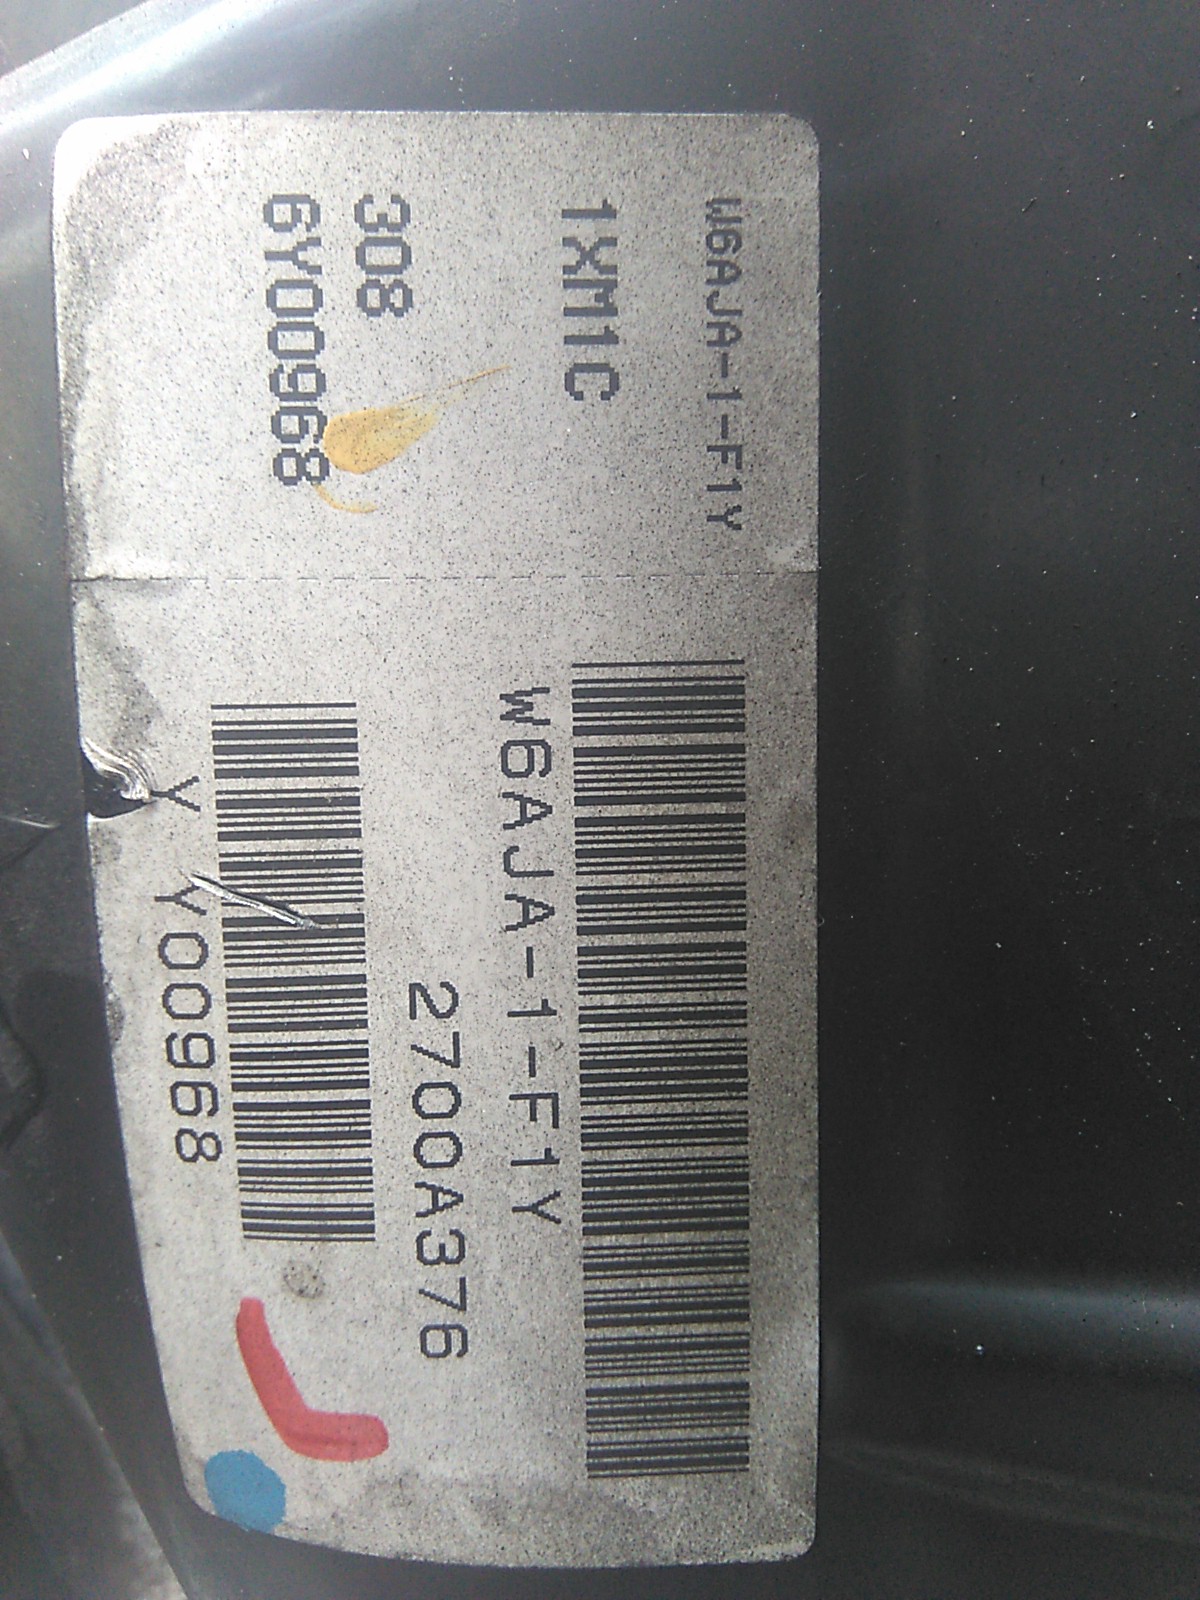 W6AJA-1-F1Y
1XM1C
308
6Y00968
W6AJA-1-F1Y
2700A376
Y Y00968